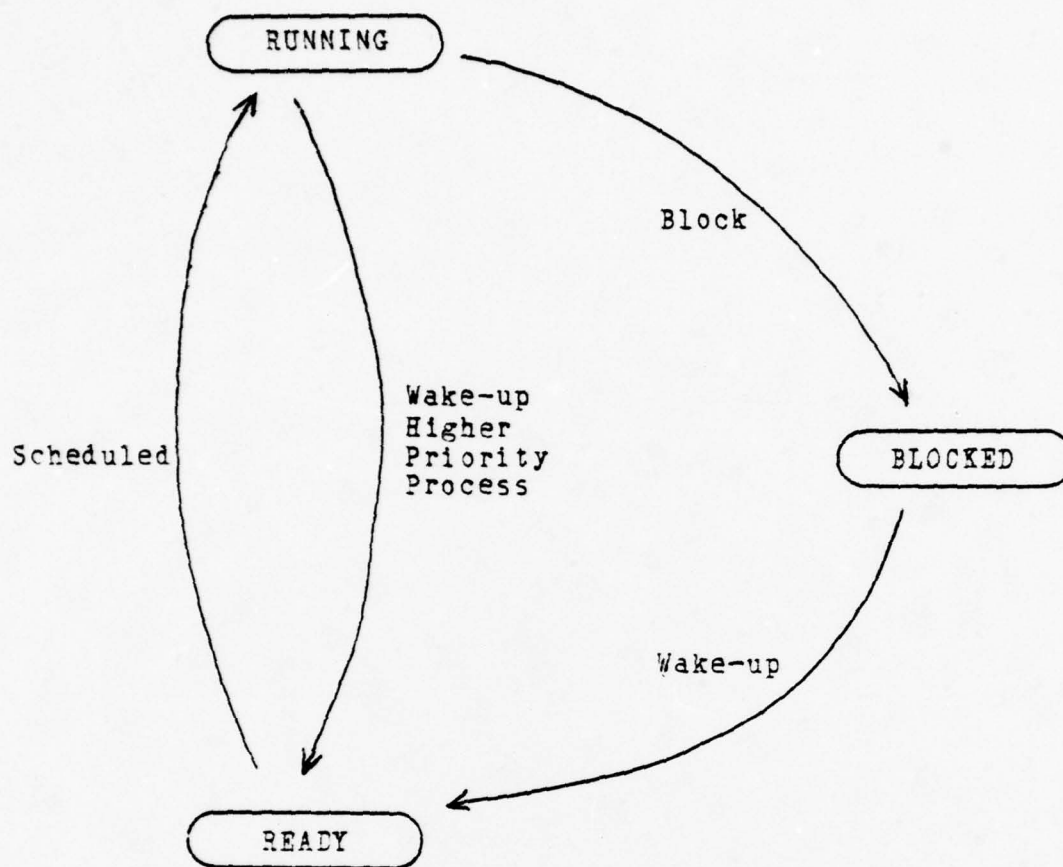 RUNNING
Block
Wake-up
Higher
Priority
Process
Scheduled
BLOCKED
Wake-up
READY